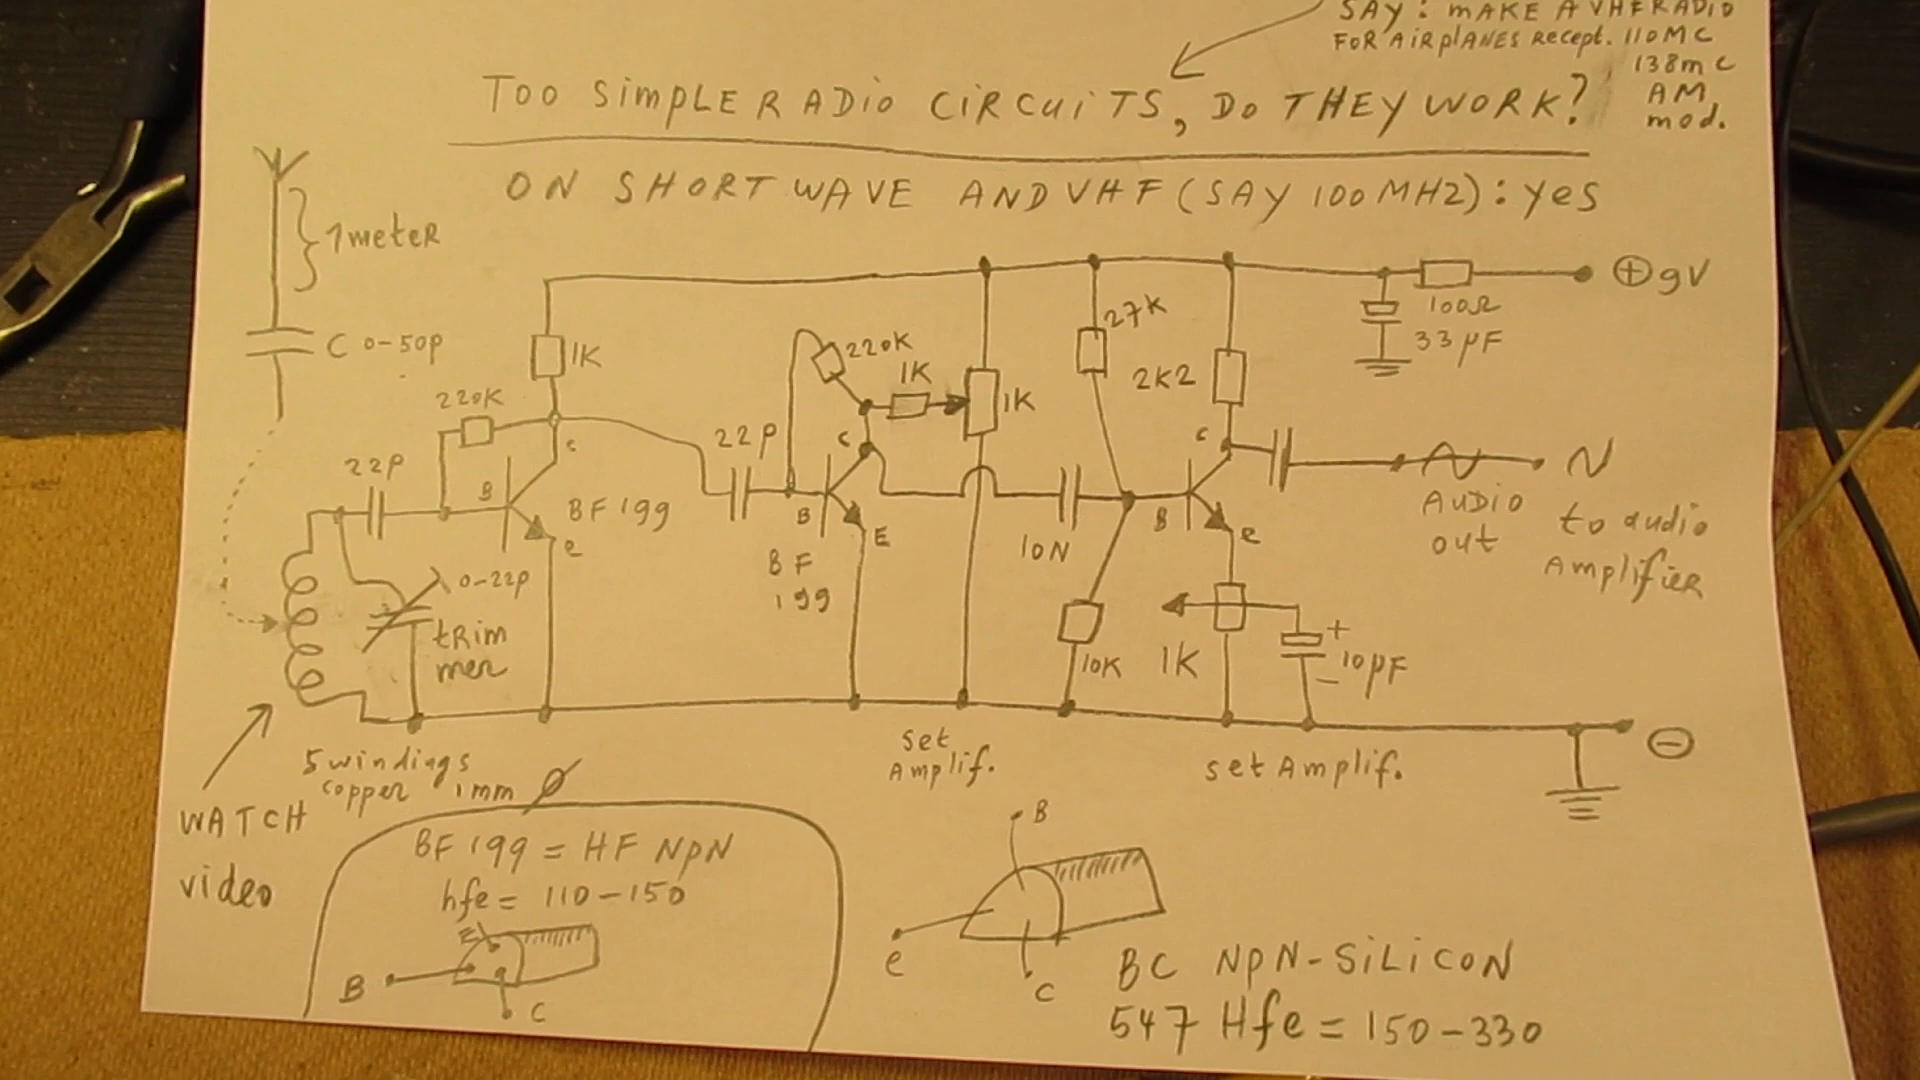 SAY: MAKE A VHF RADIO
FOR AiRplANES Recept. 110MC
138mc
AM
mod.
TOO SimpLE RADio CiRCuiTS, DO THEY WORK?
ON SHORT WAVE AND VHF (SAY 100 MHZ): yes
1 meteR
C 0-50p
1K
220K
22P
B
c
e
BF 199
0-22p
tRim
mer
22P
220K
1K
1K
C
B
E
BF
199
27K
10N
10K
2K2
c
B
e
1K
+
10µF
-
100Ω
33µF
+ 9V
AUDiO
out
N
to audio
Amplifier
-
5 windings
copper 1mm Ø
WATCH
video
set
Amplif.
set Amplif.
BF 199 = HF NPN
hfe = 110-150
E
B
C
B
e
C
BC NPN-SiLiCON
547 Hfe = 150-330